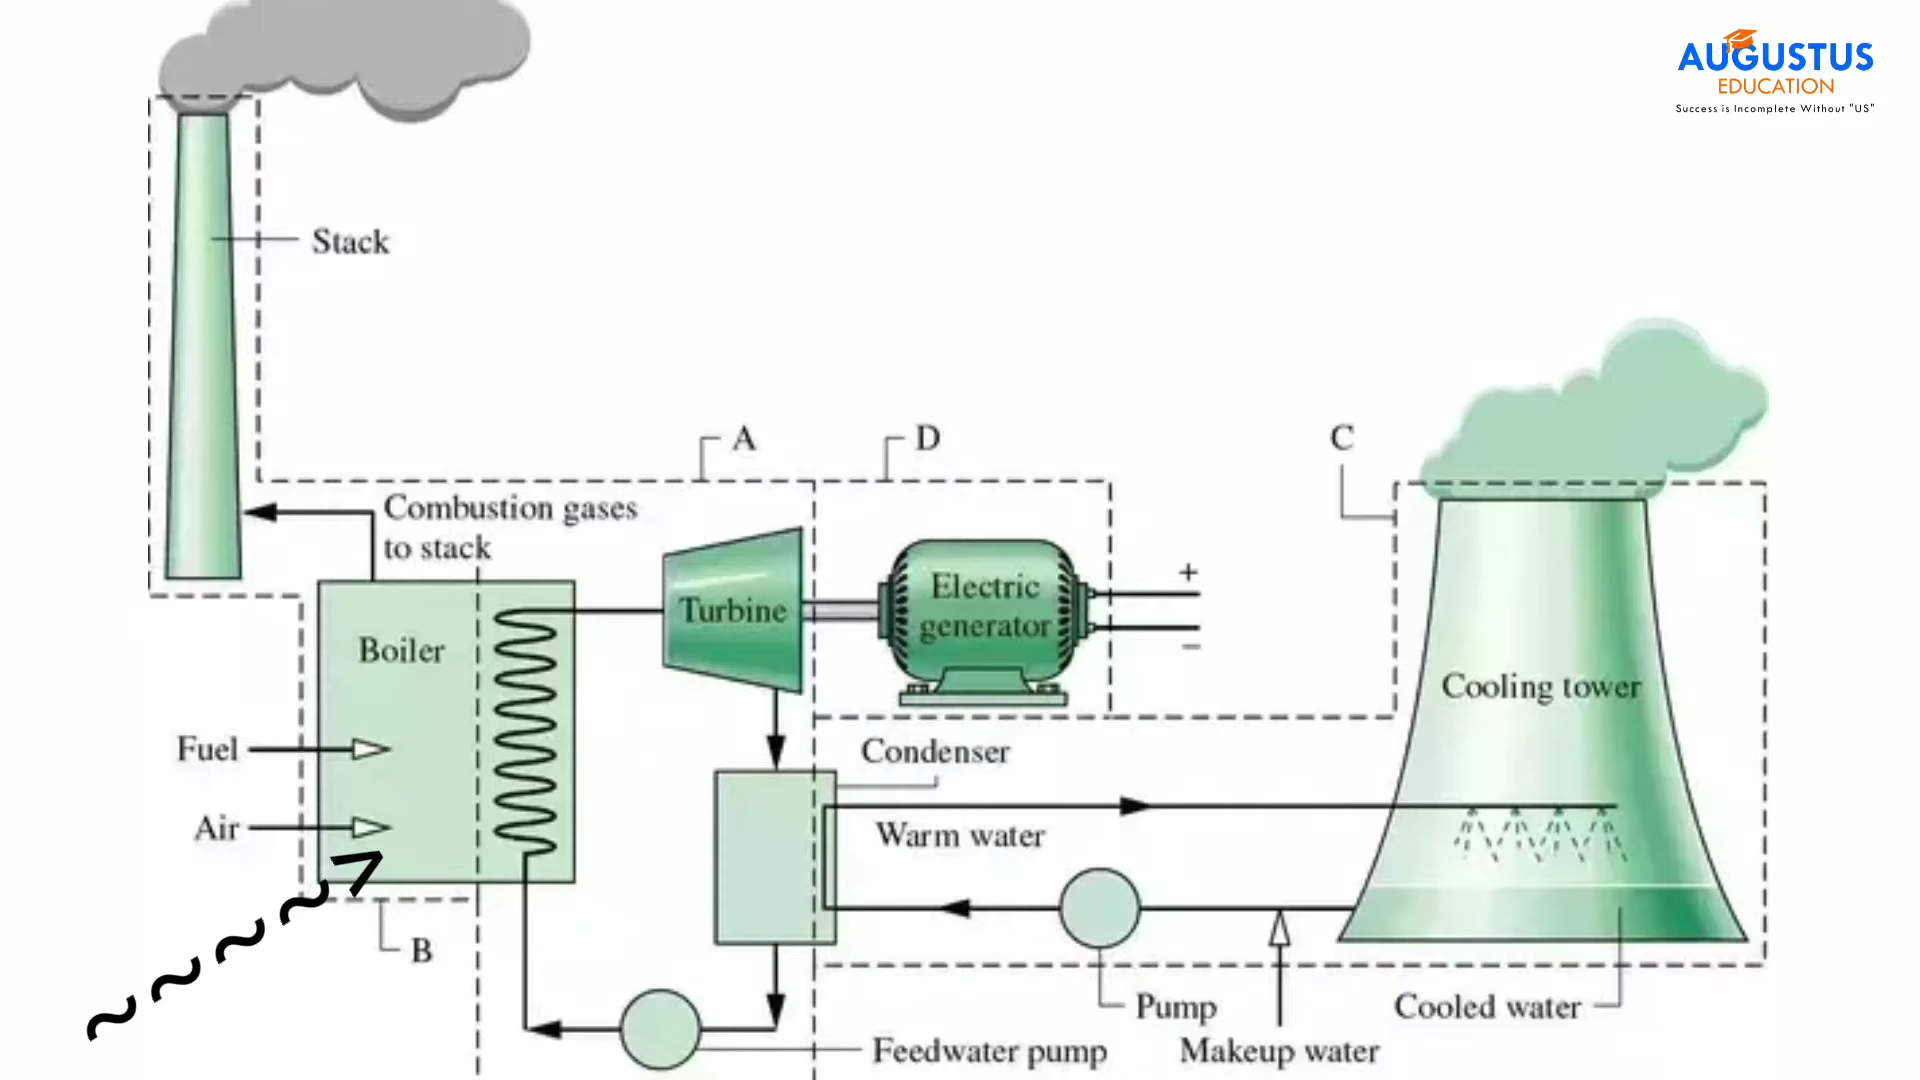 AUGUSTUS
EDUCATION
Success is Incomplete Without "US"
Stack
A
D
C
Combustion gases
to stack
Boiler
Turbine
Electric
generator
+
−
Cooling tower
Fuel
Condenser
Air
Warm water
B
Pump
Cooled water
Feedwater pump
Makeup water